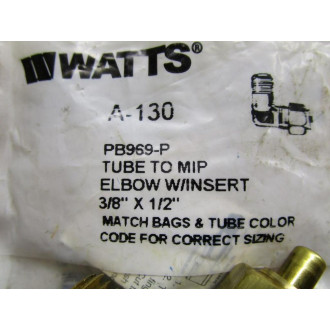 WATTS®
A-130
PB969-P
TUBE TO MIP
ELBOW W/INSERT
3/8" X 1/2"
MATCH BAGS & TUBE COLOR
CODE FOR CORRECT SIZING